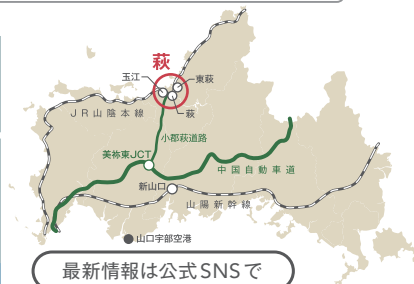 萩
玉江
東萩
萩
JR山陰本線
小郡萩道路
美祢東JCT
中国自動車道
新山口
山陽新幹線
山口宇部空港
最新情報は公式SNSで